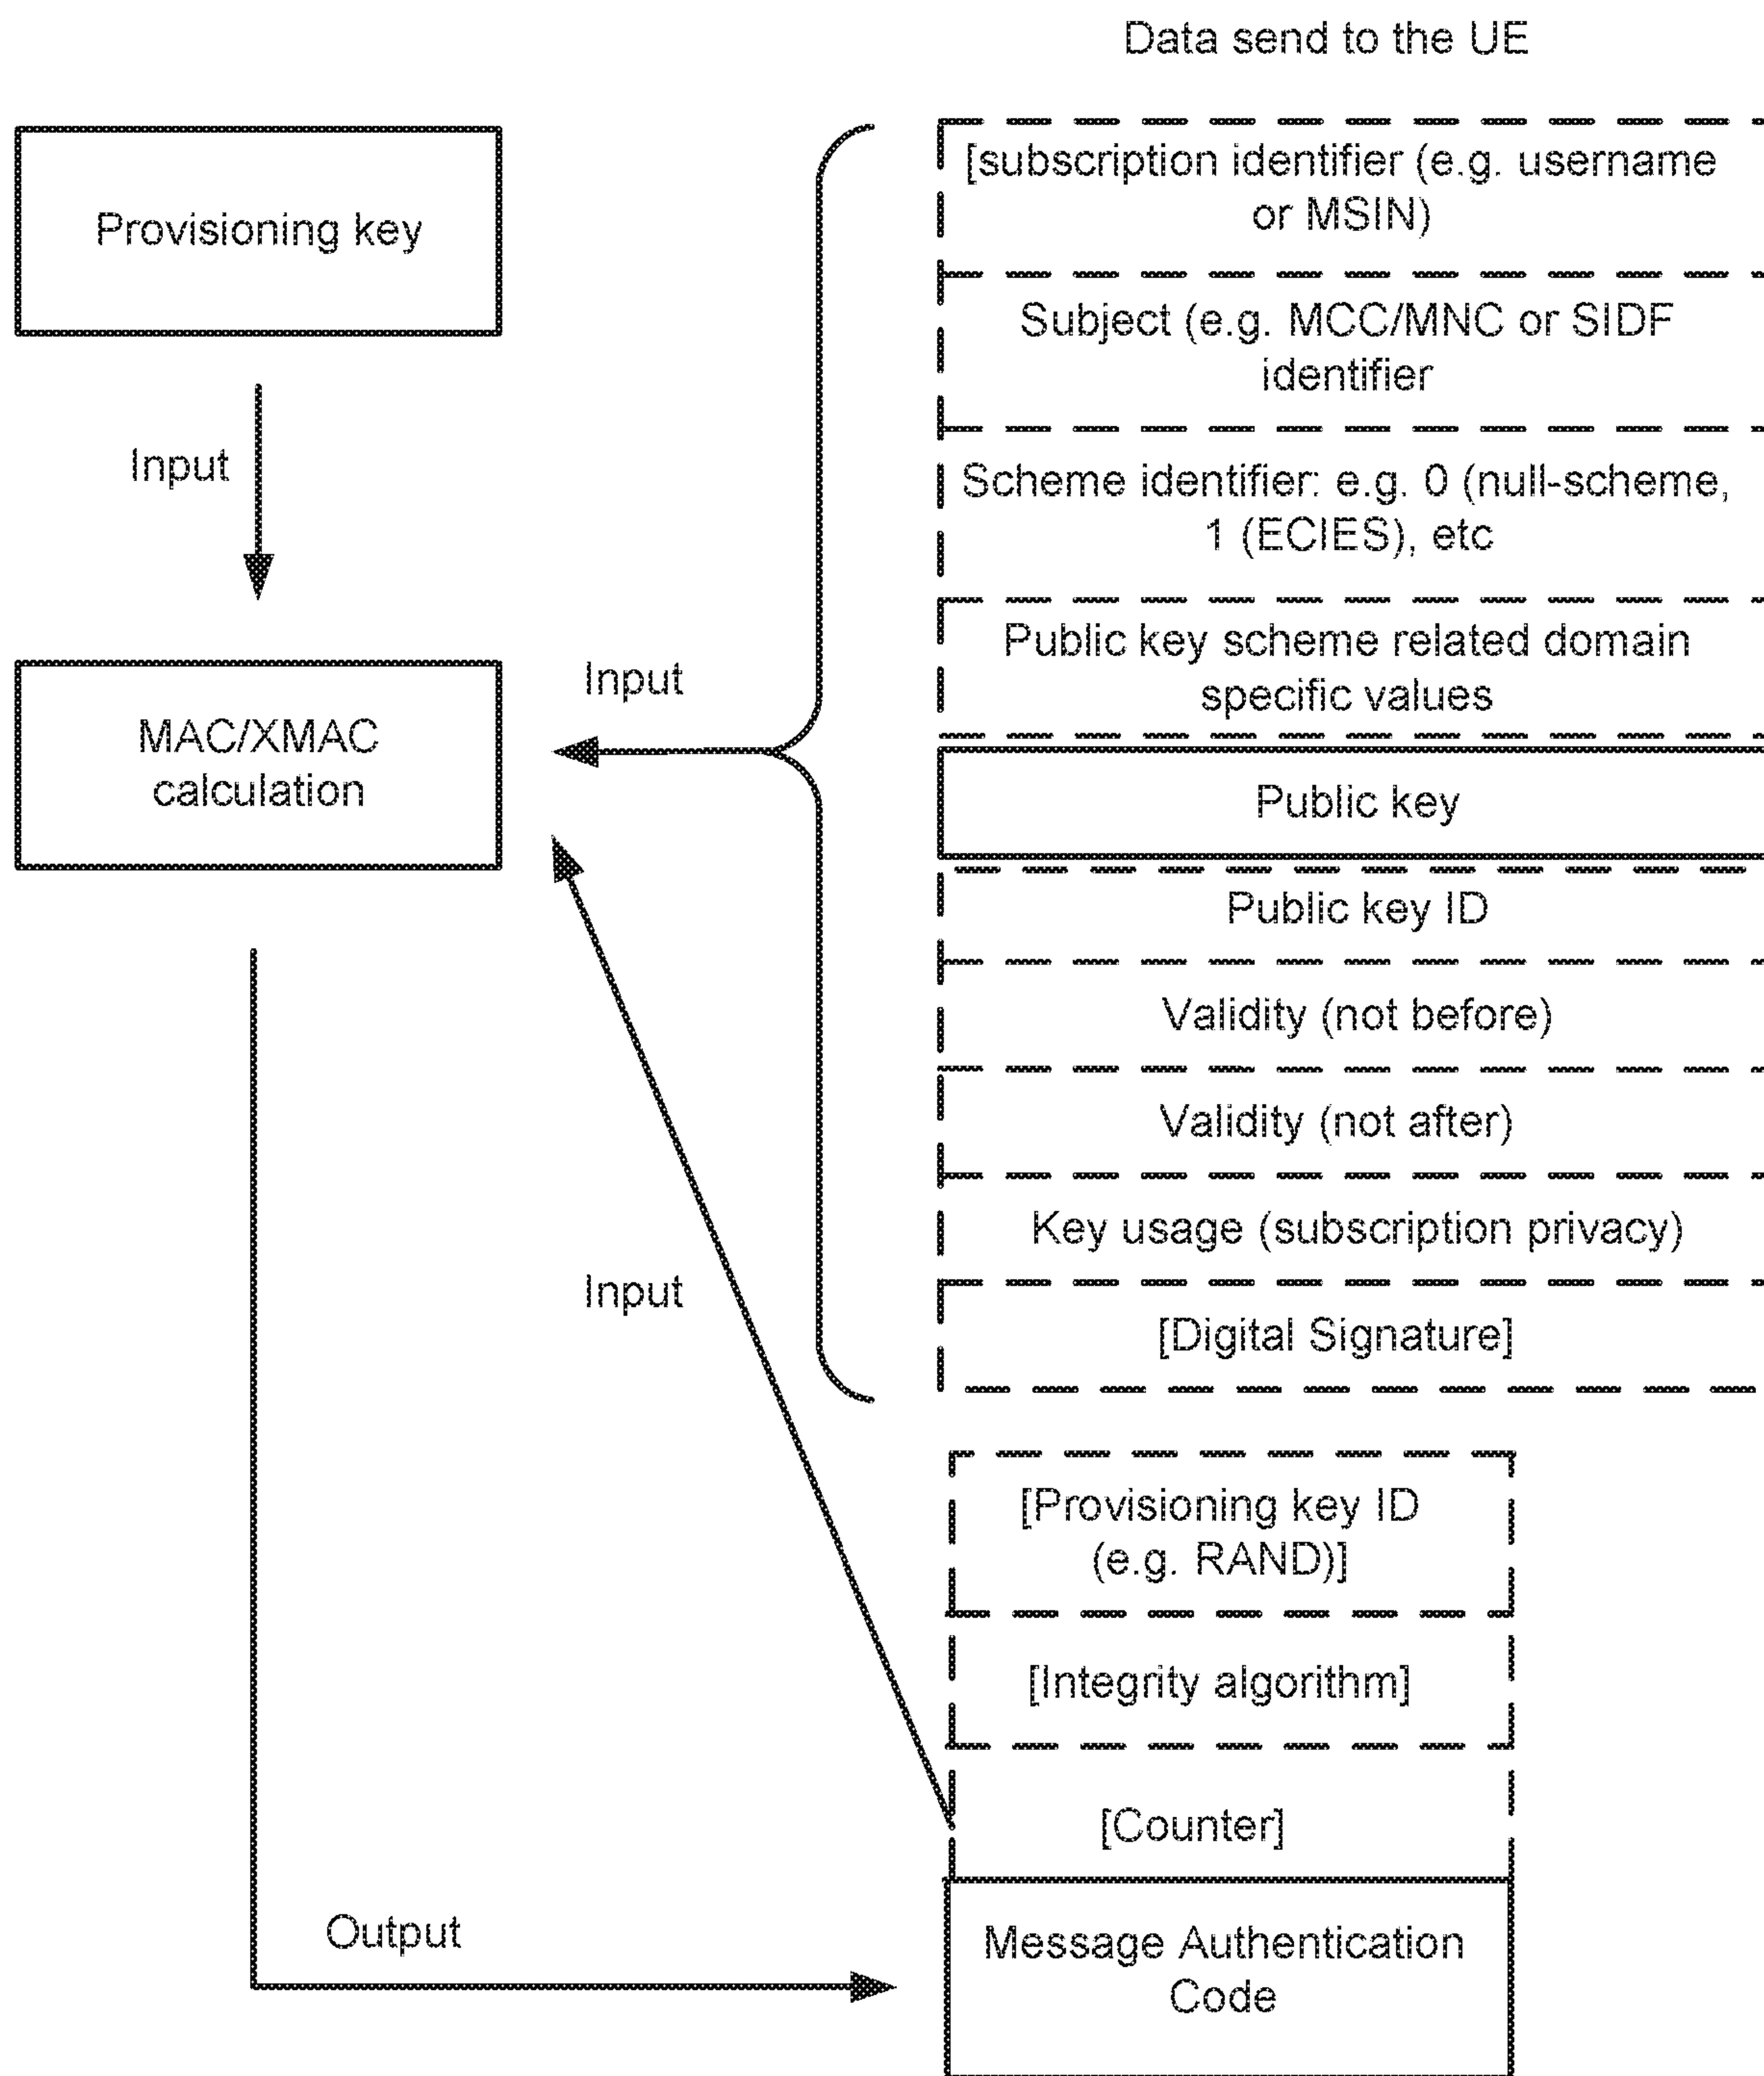 Data send to the UE
Provisioning key
Input
MAC/XMAC
calculation
Input
Input
Output
[subscription identifier (e.g. username
or MSIN)
Subject (e.g. MCC/MNC or SIDF
identifier
Scheme identifier: e.g. 0 (null-scheme,
1 (ECIES), etc
Public key scheme related domain
specific values
Public key
Public key ID
Validity (not before)
Validity (not after)
Key usage (subscription privacy)
[Digital Signature]
[Provisioning key ID
(e.g. RAND)]
[Integrity algorithm]
[Counter]
Message Authentication
Code